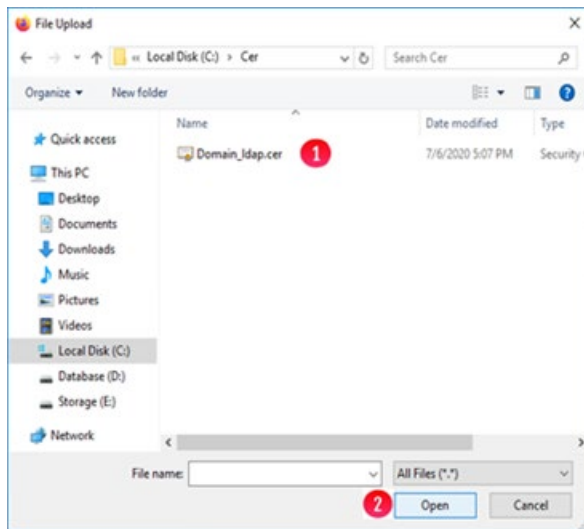 File Upload
« Local Disk (C:) › Cer
Search Cer
Organize
New folder
Name
Date modified
Type
Quick access
Domain_ldap.cer
1
7/6/2020 5:07 PM
Security
This PC
Desktop
Documents
Downloads
Music
Pictures
Videos
Local Disk (C:)
Database (D:)
Storage (E:)
Network
File name:
All Files (*.*)
2
Open
Cancel